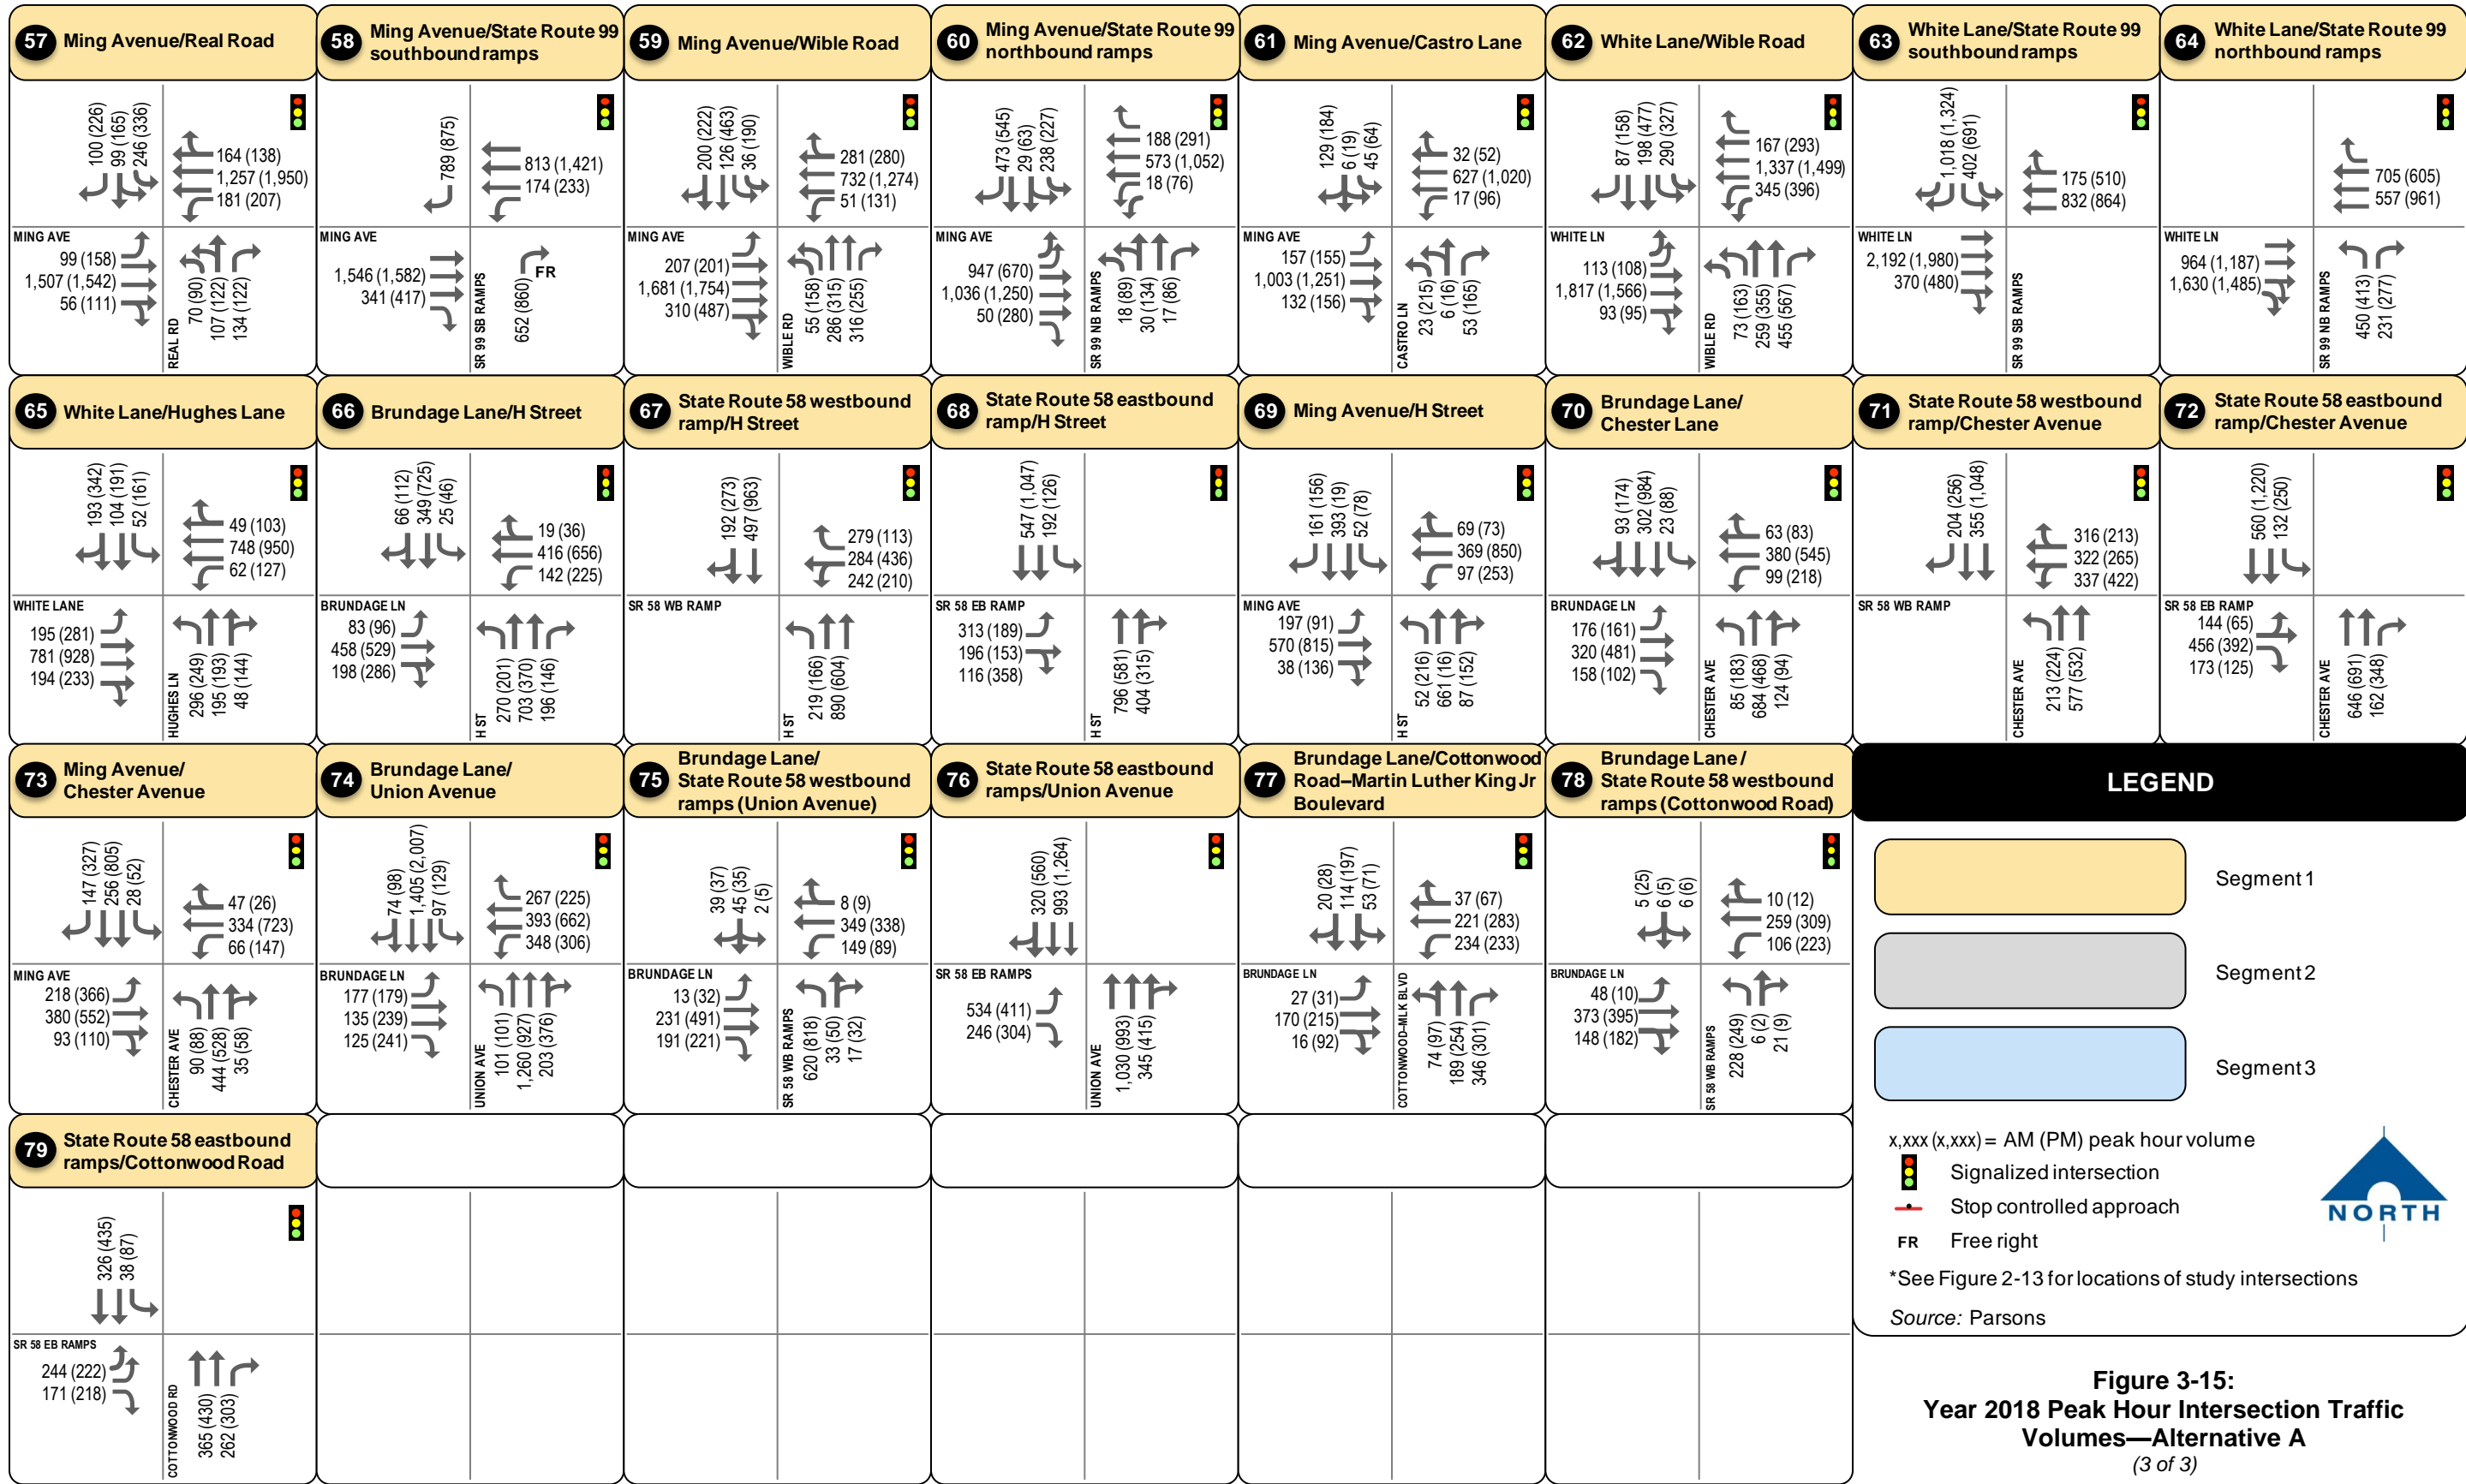 57
Ming Avenue/Real Road
100 (226)
99 (165)
246 (336)
164 (138)
1,257 (1,950)
181 (207)
MING AVE
99 (158)
1,507 (1,542)
56 (111)
REAL RD
70 (90)
107 (122)
134 (122)
58
Ming Avenue/State Route 99
southbound ramps
789 (875)
813 (1,421)
174 (233)
MING AVE
1,546 (1,582)
341 (417)
SR 99 SB RAMPS
652 (860)
FR
59
Ming Avenue/Wible Road
200 (222)
126 (463)
36 (190)
281 (280)
732 (1,274)
51 (131)
MING AVE
207 (201)
1,681 (1,754)
310 (487)
WIBLE RD
55 (158)
286 (315)
316 (255)
60
Ming Avenue/State Route 99
northbound ramps
473 (545)
29 (63)
238 (227)
188 (291)
573 (1,052)
18 (76)
MING AVE
947 (670)
1,036 (1,250)
50 (280)
SR 99 NB RAMPS
18 (89)
30 (134)
17 (86)
61
Ming Avenue/Castro Lane
129 (184)
6 (19)
45 (64)
32 (52)
627 (1,020)
17 (96)
MING AVE
157 (155)
1,003 (1,251)
132 (156)
CASTRO LN
23 (215)
6 (16)
53 (165)
62
White Lane/Wible Road
87 (158)
198 (477)
290 (327)
167 (293)
1,337 (1,499)
345 (396)
WHITE LN
113 (108)
1,817 (1,566)
93 (95)
WIBLE RD
73 (163)
259 (355)
455 (567)
63
White Lane/State Route 99
southbound ramps
1,018 (1,324)
402 (691)
175 (510)
832 (864)
WHITE LN
2,192 (1,980)
370 (480)
SR 99 SB RAMPS
64
White Lane/State Route 99
northbound ramps
705 (605)
557 (961)
WHITE LN
964 (1,187)
1,630 (1,485)
SR 99 NB RAMPS
450 (413)
231 (277)
65
White Lane/Hughes Lane
193 (342)
104 (191)
52 (161)
49 (103)
748 (950)
62 (127)
WHITE LANE
195 (281)
781 (928)
194 (233)
HUGHES LN
296 (249)
195 (193)
48 (144)
66
Brundage Lane/H Street
66 (112)
349 (725)
25 (46)
19 (36)
416 (656)
142 (225)
BRUNDAGE LN
83 (96)
458 (529)
198 (286)
H ST
270 (201)
703 (370)
196 (146)
67
State Route 58 westbound
ramp/H Street
192 (273)
497 (963)
279 (113)
284 (436)
242 (210)
SR 58 WB RAMP
H ST
219 (166)
890 (604)
68
State Route 58 eastbound
ramp/H Street
547 (1,047)
192 (126)
SR 58 EB RAMP
313 (189)
196 (153)
116 (358)
H ST
796 (581)
404 (315)
69
Ming Avenue/H Street
161 (156)
393 (19)
52 (78)
69 (73)
369 (850)
97 (253)
MING AVE
197 (91)
570 (815)
38 (136)
H ST
52 (216)
661 (16)
87 (152)
70
Brundage Lane/
Chester Lane
93 (174)
302 (984)
23 (88)
63 (83)
380 (545)
99 (218)
BRUNDAGE LN
176 (161)
320 (481)
158 (102)
CHESTER AVE
85 (183)
684 (468)
124 (94)
71
State Route 58 westbound
ramp/Chester Avenue
204 (256)
355 (1,048)
316 (213)
322 (265)
337 (422)
SR 58 WB RAMP
CHESTER AVE
213 (224)
577 (532)
72
State Route 58 eastbound
ramp/Chester Avenue
560 (1,220)
132 (250)
SR 58 EB RAMP
144 (65)
456 (392)
173 (125)
CHESTER AVE
646 (691)
162 (348)
73
Ming Avenue/
Chester Avenue
147 (327)
256 (805)
28 (52)
47 (26)
334 (723)
66 (147)
MING AVE
218 (366)
380 (552)
93 (110)
CHESTER AVE
90 (88)
444 (528)
35 (58)
74
Brundage Lane/
Union Avenue
74 (98)
1,405 (2,007)
97 (129)
267 (225)
393 (662)
348 (306)
BRUNDAGE LN
177 (179)
135 (239)
125 (241)
UNION AVE
101 (101)
1,260 (927)
203 (376)
75
Brundage Lane/
State Route 58 westbound
ramps (Union Avenue)
39 (37)
45 (35)
2 (5)
8 (9)
349 (338)
149 (89)
BRUNDAGE LN
13 (32)
231 (491)
191 (221)
SR 58 WB RAMPS
620 (818)
33 (50)
17 (32)
76
State Route 58 eastbound
ramps/Union Avenue
320 (560)
993 (1,264)
SR 58 EB RAMPS
534 (411)
246 (304)
UNION AVE
1,030 (993)
345 (415)
77
Brundage Lane/Cottonwood
Road–Martin Luther King Jr
Boulevard
20 (28)
114 (197)
53 (71)
37 (67)
221 (283)
234 (233)
BRUNDAGE LN
27 (31)
170 (215)
16 (92)
COTTONWOOD-MLK BLVD
74 (97)
189 (254)
346 (301)
78
Brundage Lane /
State Route 58 westbound
ramps (Cottonwood Road)
5 (25)
6 (5)
6 (6)
10 (12)
259 (309)
106 (223)
BRUNDAGE LN
48 (10)
373 (395)
148 (182)
SR 58 WB RAMPS
228 (249)
6 (2)
21 (9)
79
State Route 58 eastbound
ramps/Cottonwood Road
326 (435)
38 (87)
SR 58 EB RAMPS
244 (222)
171 (218)
COTTONWOOD RD
365 (430)
262 (303)
LEGEND
Segment 1
Segment 2
Segment 3
x,xxx (x,xxx) = AM (PM) peak hour volume
Signalized intersection
Stop controlled approach
FR Free right
*See Figure 2-13 for locations of study intersections
Source: Parsons
NORTH
Figure 3-15:
Year 2018 Peak Hour Intersection Traffic
Volumes—Alternative A
(3 of 3)